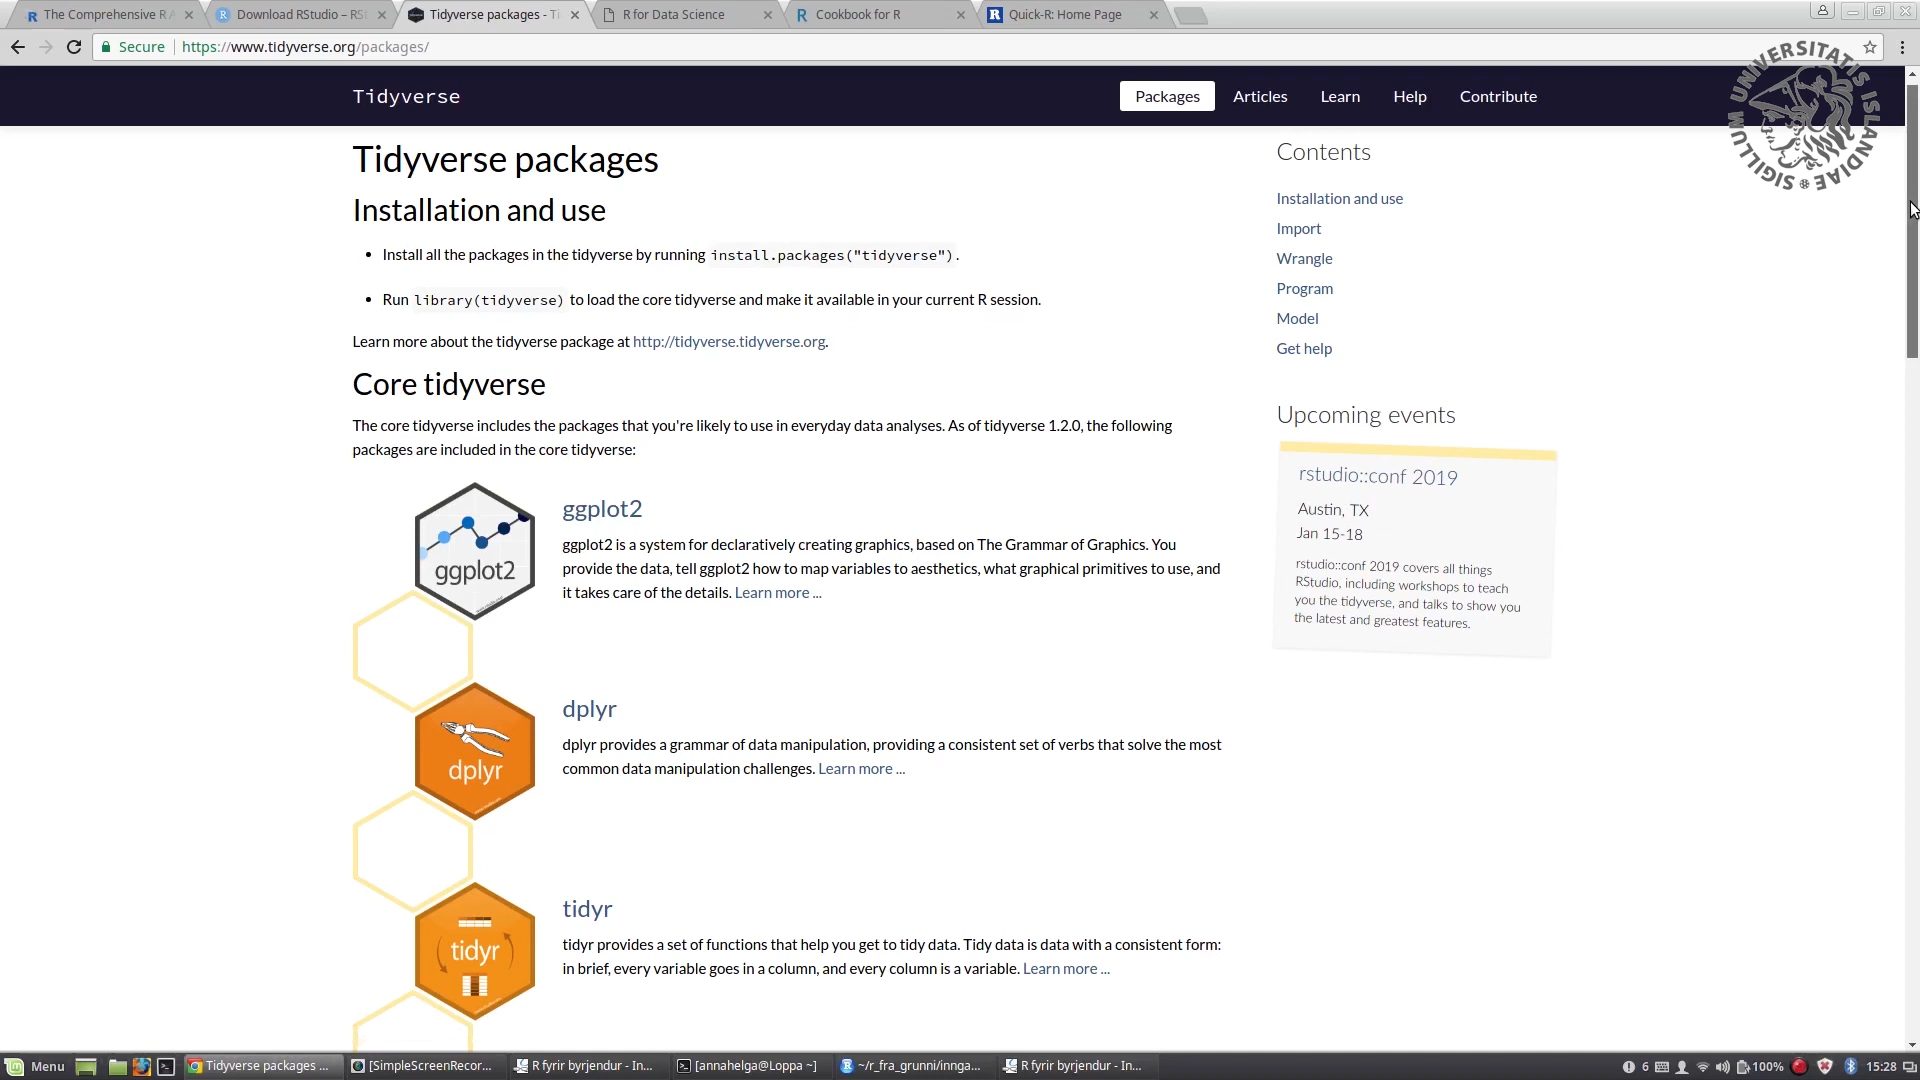 The Comprehensive R A
Download RStudio – RS
Tidyverse packages - Ti
R for Data Science
Cookbook for R
Quick-R: Home Page
Secure https://www.tidyverse.org/packages/
Tidyverse
Packages Articles Learn Help Contribute
UNIVERSITATIS ISLANDIAE SIGILLUM
Tidyverse packages
Installation and use
• Install all the packages in the tidyverse by running install.packages("tidyverse").
• Run library(tidyverse) to load the core tidyverse and make it available in your current R session.
Learn more about the tidyverse package at http://tidyverse.tidyverse.org.
Core tidyverse
The core tidyverse includes the packages that you're likely to use in everyday data analyses. As of tidyverse 1.2.0, the following
packages are included in the core tidyverse:
ggplot2
ggplot2
ggplot2 is a system for declaratively creating graphics, based on The Grammar of Graphics. You
provide the data, tell ggplot2 how to map variables to aesthetics, what graphical primitives to use, and
it takes care of the details. Learn more ...
dplyr
dplyr
dplyr provides a grammar of data manipulation, providing a consistent set of verbs that solve the most
common data manipulation challenges. Learn more ...
tidyr
tidyr
tidyr provides a set of functions that help you get to tidy data. Tidy data is data with a consistent form:
in brief, every variable goes in a column, and every column is a variable. Learn more ...
Contents
Installation and use
Import
Wrangle
Program
Model
Get help
Upcoming events
rstudio::conf 2019
Austin, TX
Jan 15-18
rstudio::conf 2019 covers all things
RStudio, including workshops to teach
you the tidyverse, and talks to show you
the latest and greatest features.
Menu
Tidyverse packages ...
[SimpleScreenRecor...
R fyrir byrjendur - In...
[annahelga@Loppa ~]
~/r_fra_grunni/innga...
R fyrir byrjendur - In...
6
100%
15:28